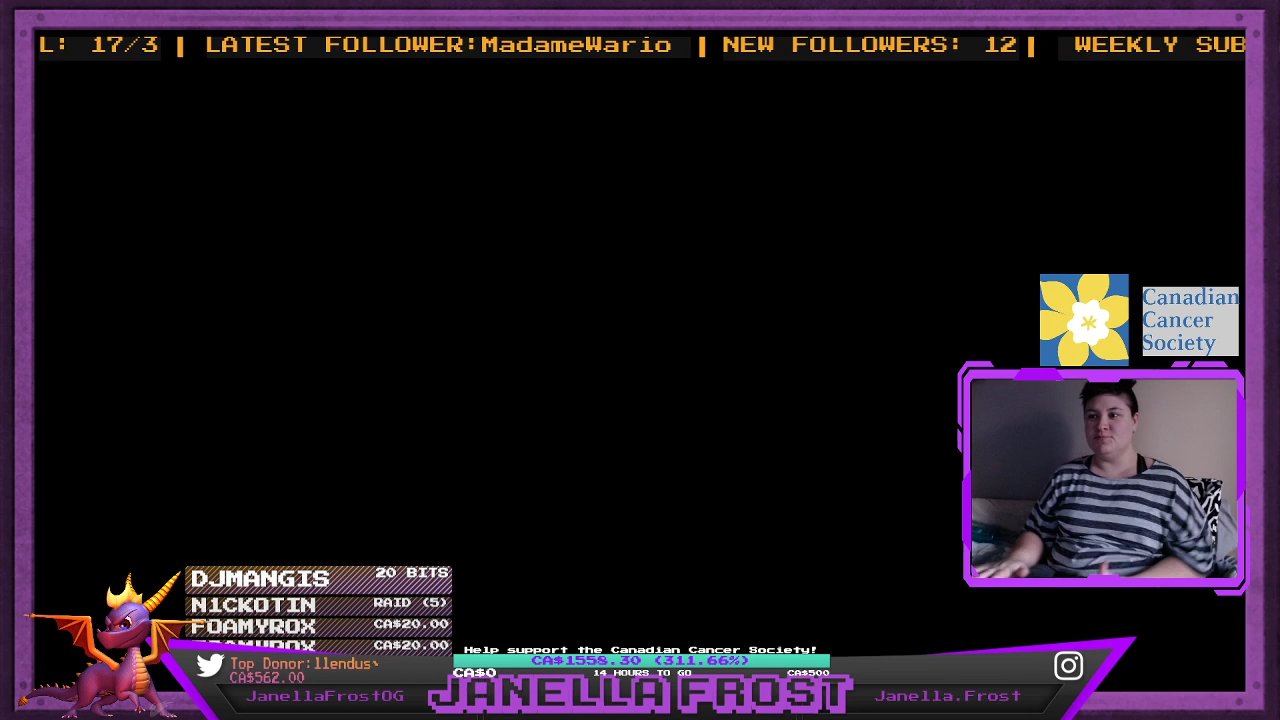 L: 17/3 | LATEST FOLLOWER:MadameWario | NEW FOLLOWERS: 12 | WEEKLY SUB
Canadian
Cancer
Society
DJMANGIS 20 BITS
N1CKOTIN RAID (5)
FOAMYROX CA$20.00
FOAMYROX CA$20.00
Help support the Canadian Cancer Society!
CA$1558.30 (311.66%)
CA$0 14 HOURS TO GO CA$500
Top Donor:llendus
CA$562.00
JanellaFrostOG
JANELLA FROST
Janella.Frost